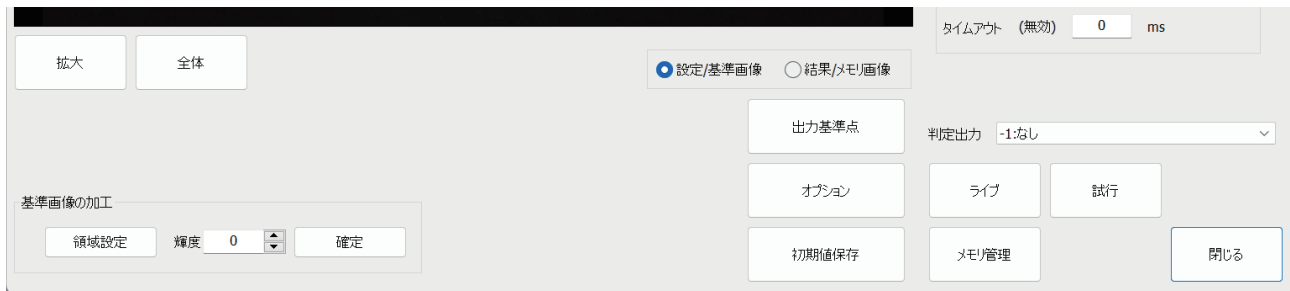 タイムアウト (無効) 0 ms
拡大 全体
設定/基準画像 結果/メモリ画像
出力基準点
判定出力 -1:なし
オプション ライブ 試行
基準画像の加工
領域設定 輝度 0 確定
初期値保存 メモリ管理 閉じる